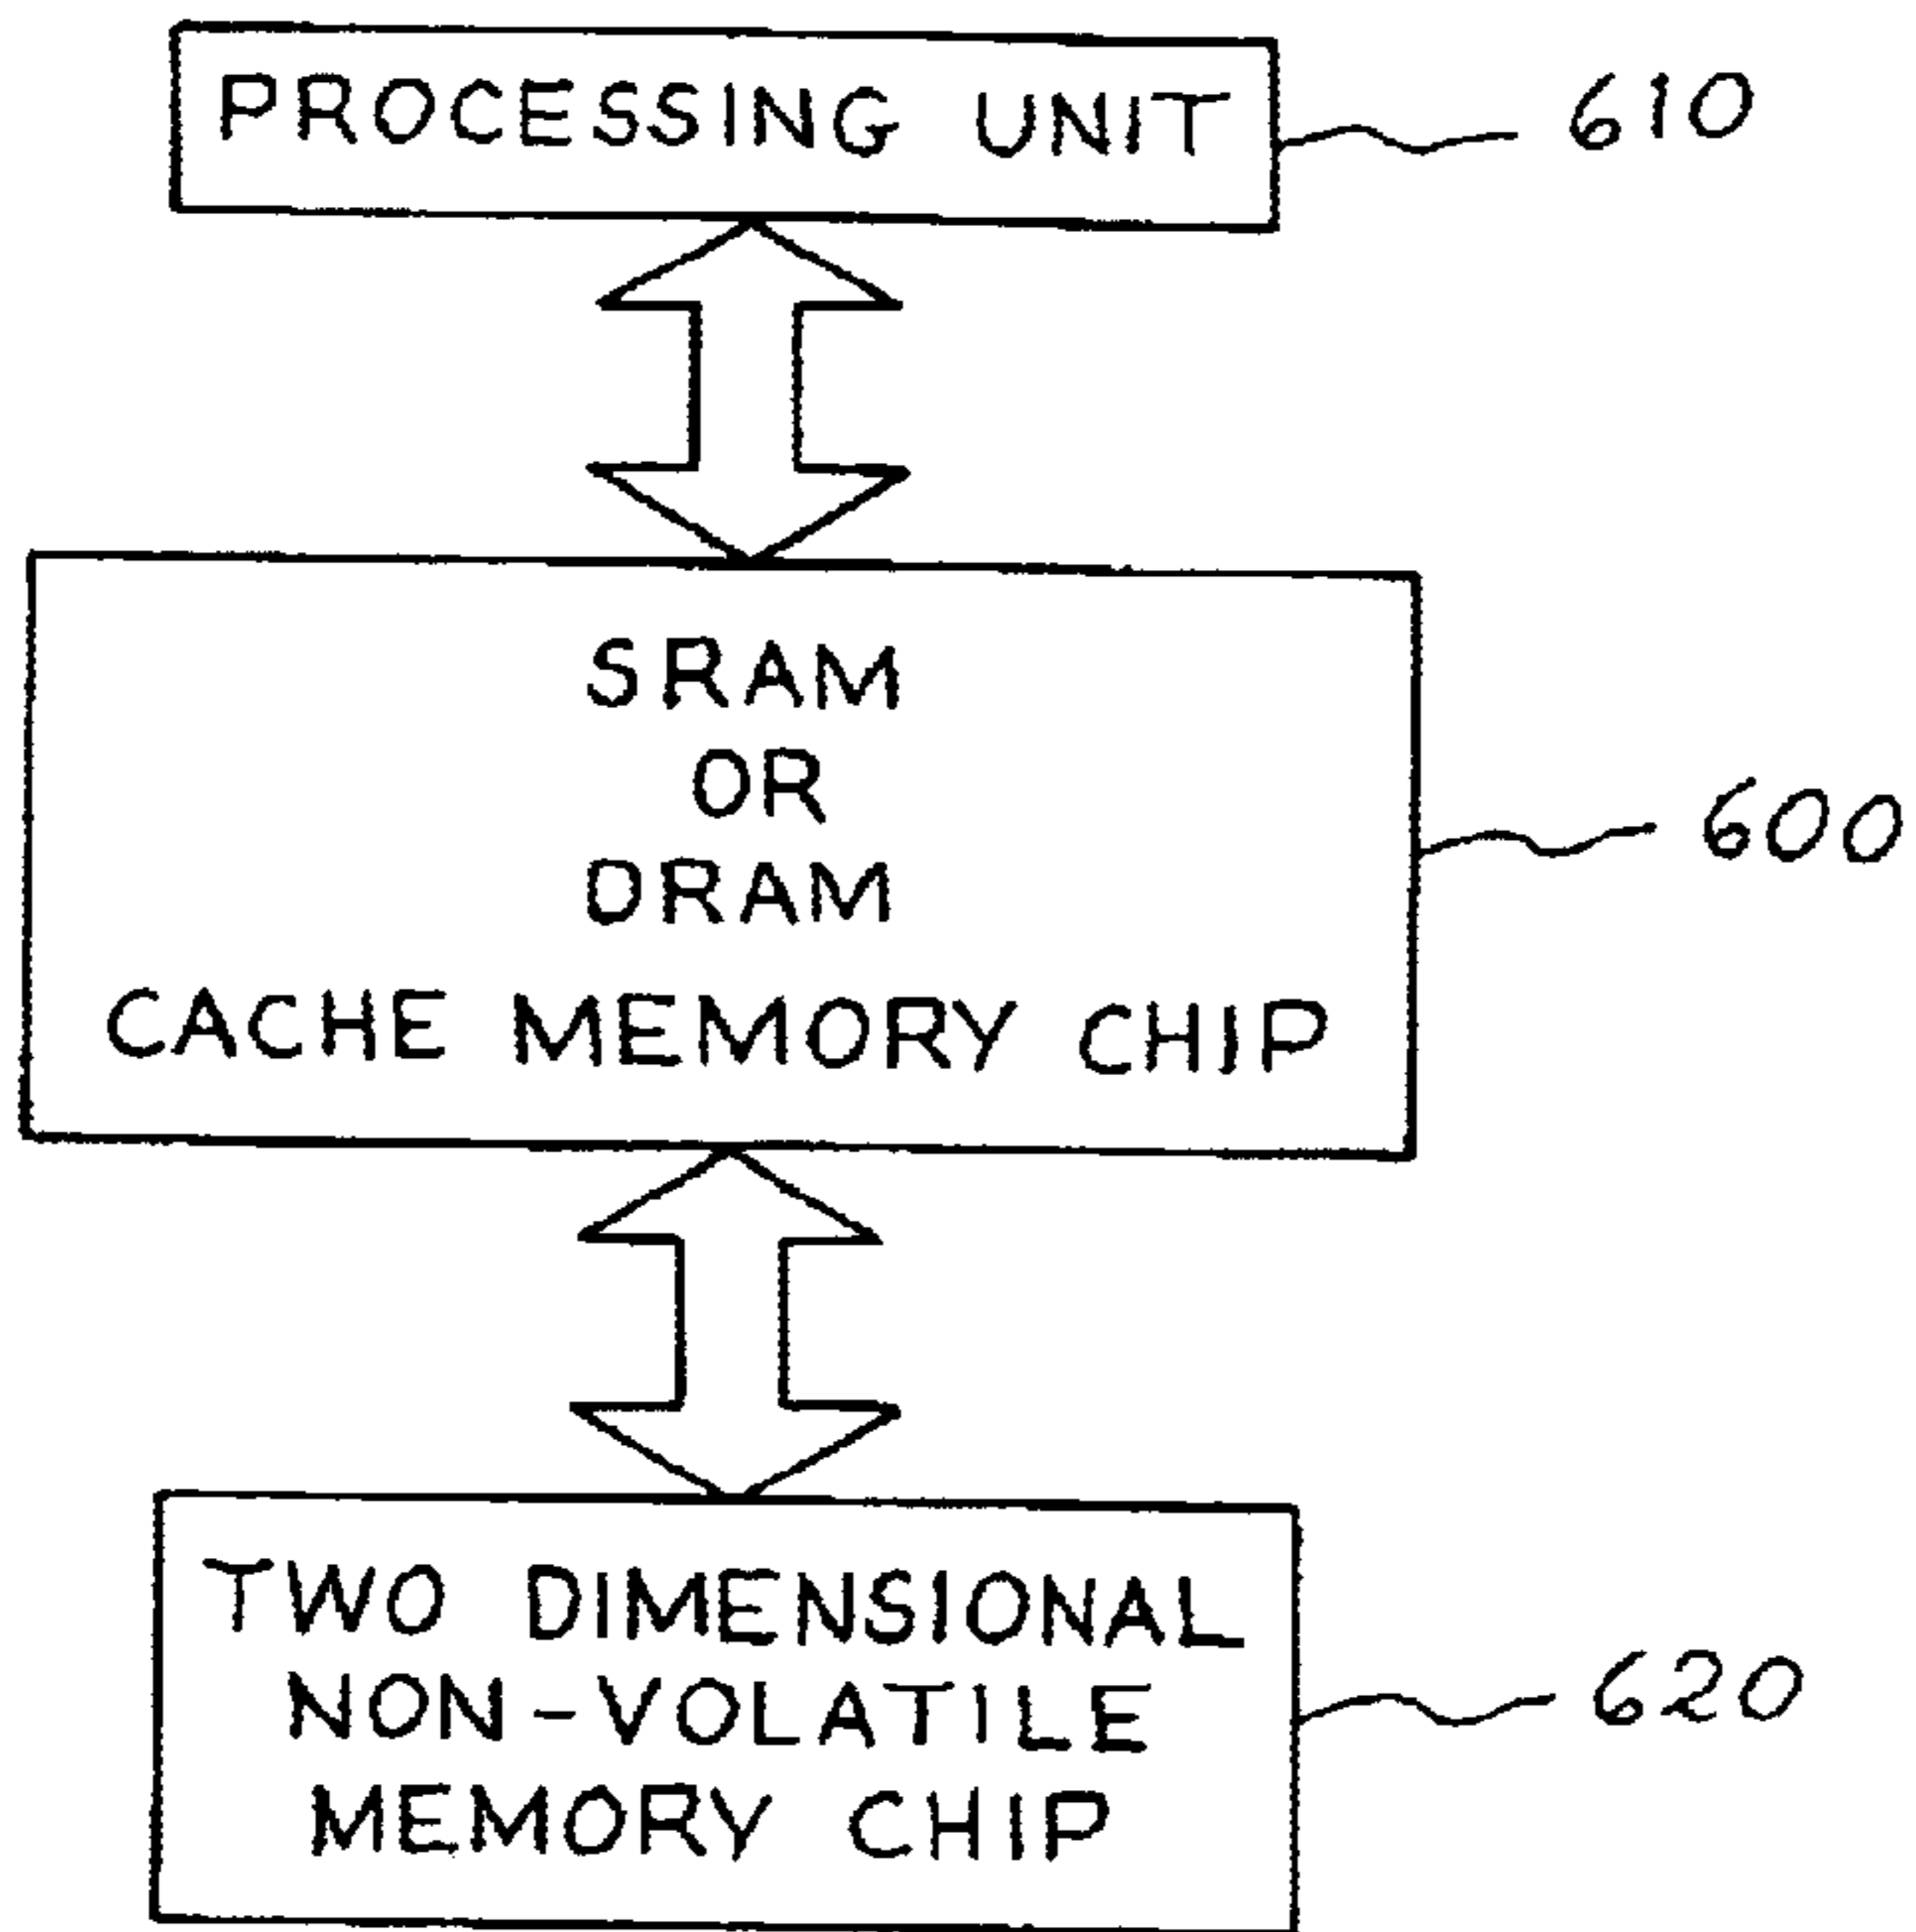 PROCESSING UNIT 610
SRAM
OR
DRAM
600
CACHE MEMORY CHIP
TWO DIMENSIONAL
NON-VOLATILE 620
MEMORY CHIP